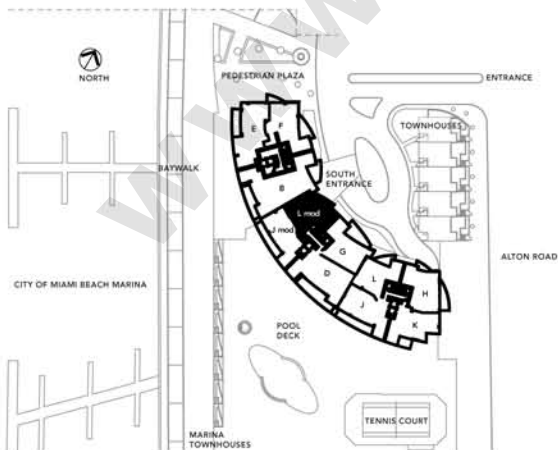 NORTH
PEDESTRIAN PLAZA
ENTRANCE
E
F
TOWNHOUSES
BAYWALK
SOUTH
ENTRANCE
B
L mod
J mod
G
ALTON ROAD
D
L
H
CITY OF MIAMI BEACH MARINA
J
K
POOL
DECK
TENNIS COURT
MARINA
TOWNHOUSES
WWW